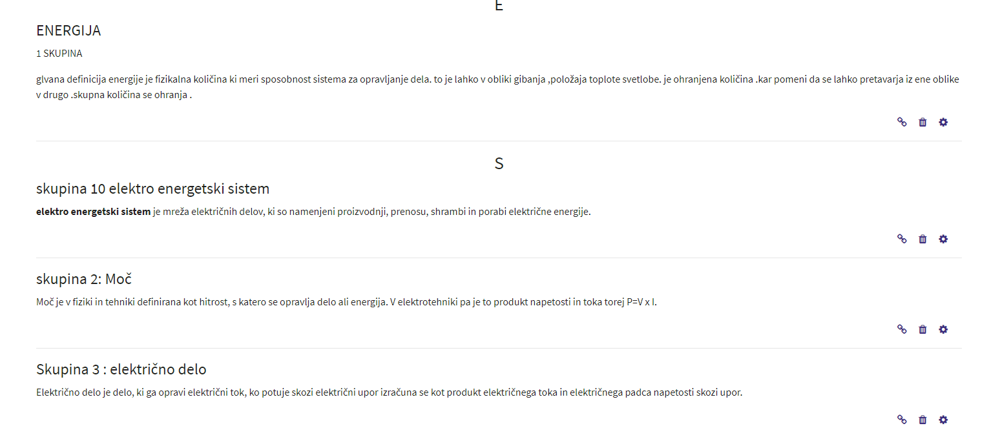 E
ENERGIJA
1 SKUPINA
glvana definicija energije je fizikalna količina ki meri sposobnost sistema za opravljanje dela. to je lahko v obliki gibanja ,položaja toplote svetlobe. je ohranjena količina .kar pomeni da se lahko pretavarja iz ene oblike
v drugo .skupna količina se ohranja .
S
skupina 10 elektro energetski sistem
elektro energetski sistem je mreža električnih delov, ki so namenjeni proizvodnji, prenosu, shrambi in porabi električne energije.
skupina 2: Moč
Moč je v fiziki in tehniki definirana kot hitrost, s katero se opravlja delo ali energija. V elektrotehniki pa je to produkt napetosti in toka torej P=V x I.
Skupina 3 : električno delo
Električno delo je delo, ki ga opravi električni tok, ko potuje skozi električni upor izračuna se kot produkt električnega toka in električnega padca napetosti skozi upor.